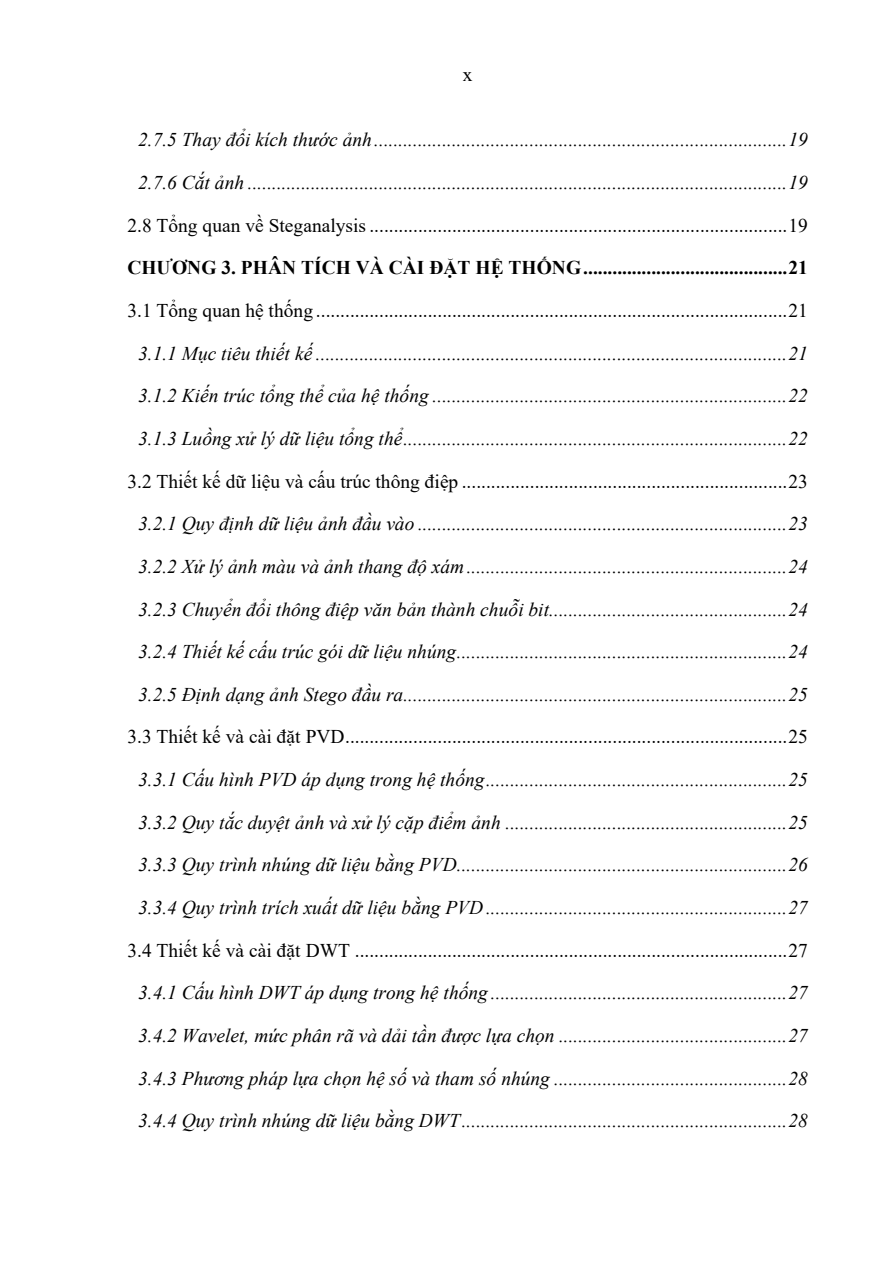 x
2.7.5 Thay đổi kích thước ảnh.....19
2.7.6 Cắt ảnh.....19
2.8 Tổng quan về Steganalysis.....19
CHƯƠNG 3. PHÂN TÍCH VÀ CÀI ĐẶT HỆ THỐNG.....21
3.1 Tổng quan hệ thống.....21
3.1.1 Mục tiêu thiết kế.....21
3.1.2 Kiến trúc tổng thể của hệ thống.....22
3.1.3 Luồng xử lý dữ liệu tổng thể.....22
3.2 Thiết kế dữ liệu và cấu trúc thông điệp.....23
3.2.1 Quy định dữ liệu ảnh đầu vào.....23
3.2.2 Xử lý ảnh màu và ảnh thang độ xám.....24
3.2.3 Chuyển đổi thông điệp văn bản thành chuỗi bit.....24
3.2.4 Thiết kế cấu trúc gói dữ liệu nhúng.....24
3.2.5 Định dạng ảnh Stego đầu ra.....25
3.3 Thiết kế và cài đặt PVD.....25
3.3.1 Cấu hình PVD áp dụng trong hệ thống.....25
3.3.2 Quy tắc duyệt ảnh và xử lý cặp điểm ảnh.....25
3.3.3 Quy trình nhúng dữ liệu bằng PVD.....26
3.3.4 Quy trình trích xuất dữ liệu bằng PVD.....27
3.4 Thiết kế và cài đặt DWT.....27
3.4.1 Cấu hình DWT áp dụng trong hệ thống.....27
3.4.2 Wavelet, mức phân rã và dải tần được lựa chọn.....27
3.4.3 Phương pháp lựa chọn hệ số và tham số nhúng.....28
3.4.4 Quy trình nhúng dữ liệu bằng DWT.....28